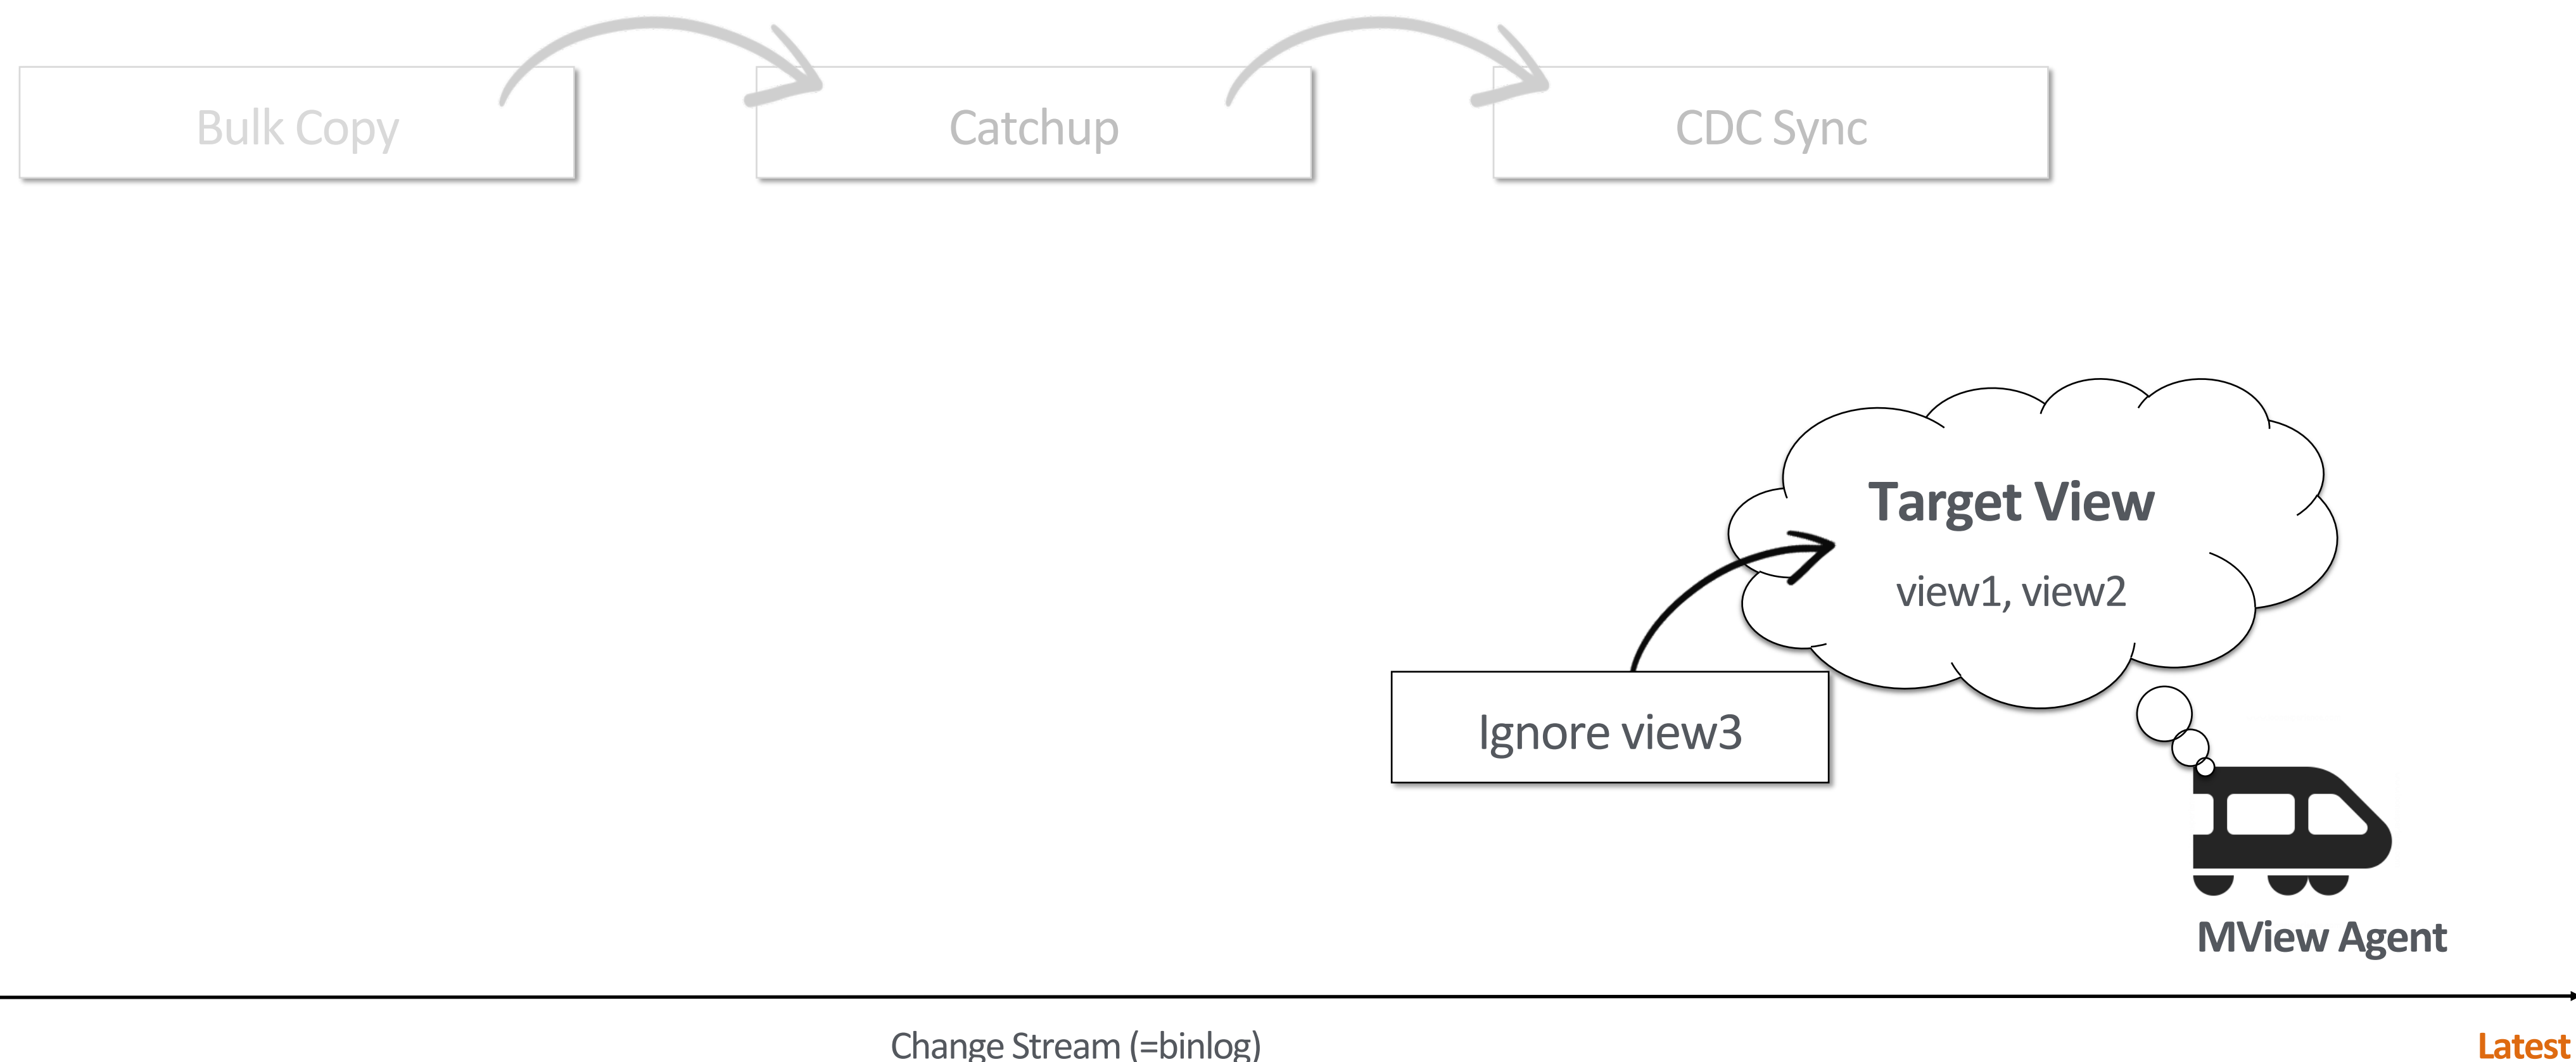 Bulk Copy
Catchup
CDC Sync
Target View
view1, view2
Ignore view3
MView Agent
Change Stream (=binlog)
Latest